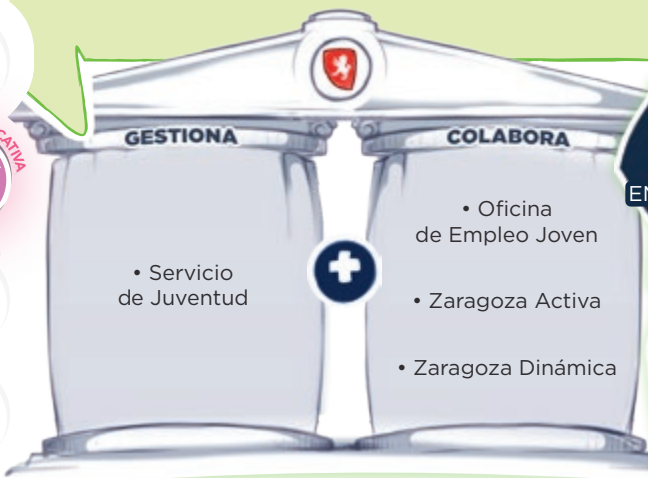 GESTIONA
• Servicio
de Juventud
COLABORA
• Oficina
de Empleo Joven
• Zaragoza Activa
• Zaragoza Dinámica